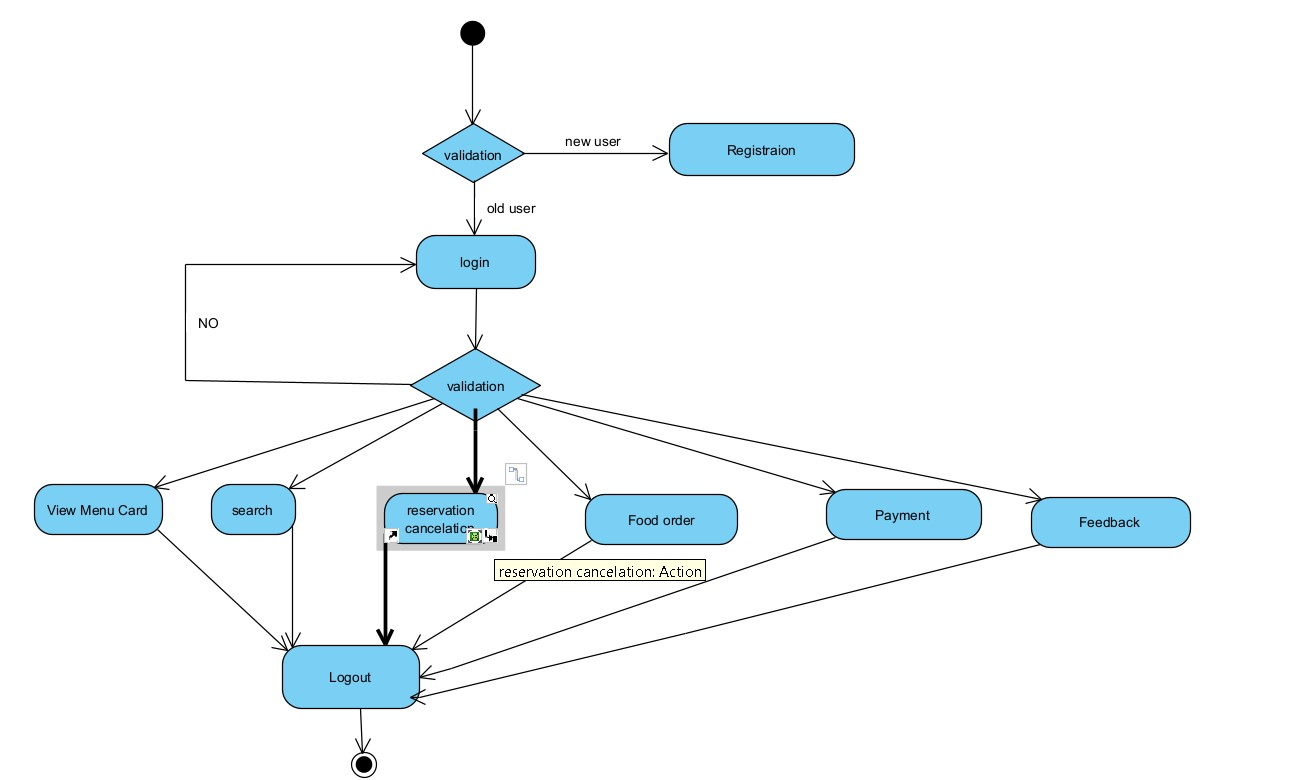 validation
new user
Registraion
old user
login
NO
validation
View Menu Card
search
reservation
cancelation
Food order
Payment
Feedback
reservation cancelation: Action
Logout